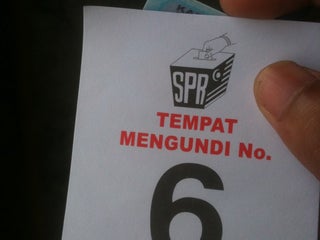 SPR
TEMPAT
MENGUNDI No.
6